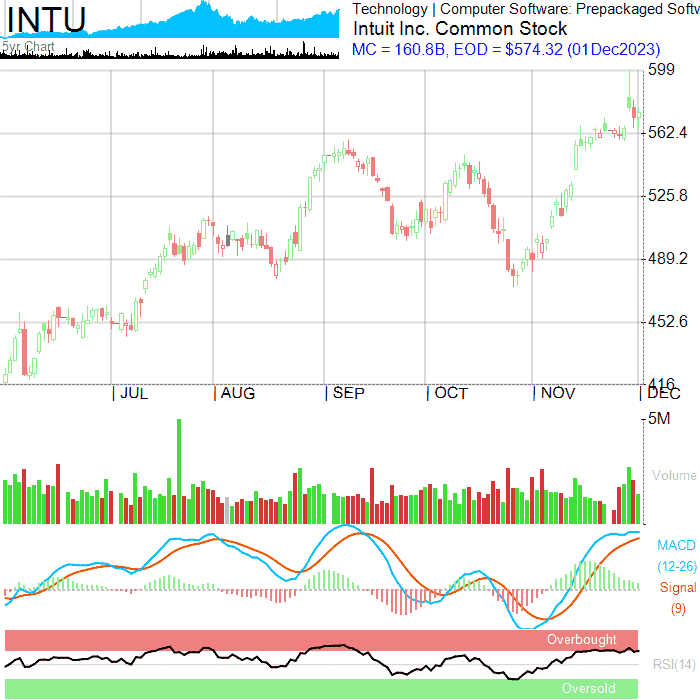 INTU
5yr Chart
Technology | Computer Software: Prepackaged Softw
Intuit Inc. Common Stock
MC = 160.8B, EOD = $574.32 (01Dec2023)
599
562.4
525.8
489.2
452.6
416
| JUL | AUG | SEP | OCT | NOV | DEC
5M
Volume
MACD
(12-26)
Signal
(9)
Overbought
RSI(14)
Oversold